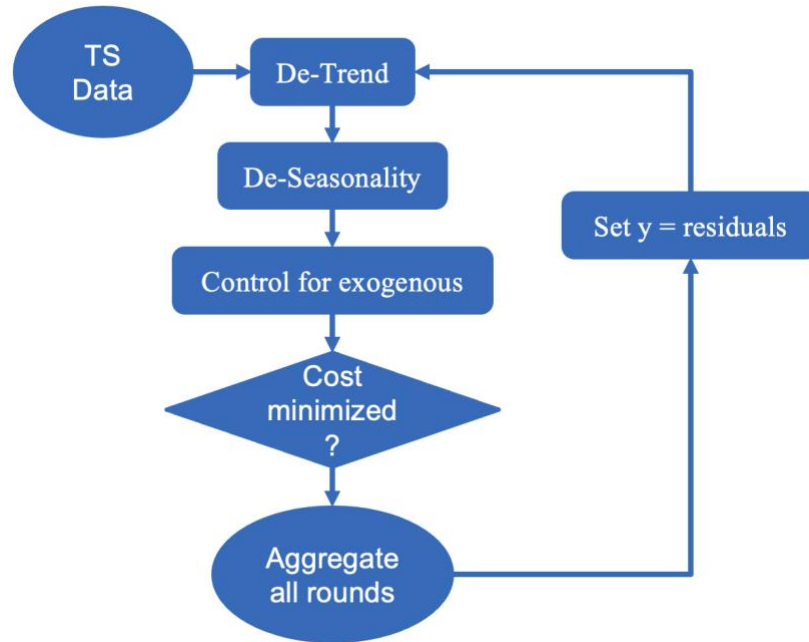 TS
Data
De-Trend
De-Seasonality
Set y = residuals
Control for exogenous
Cost
minimized
?
Aggregate
all rounds